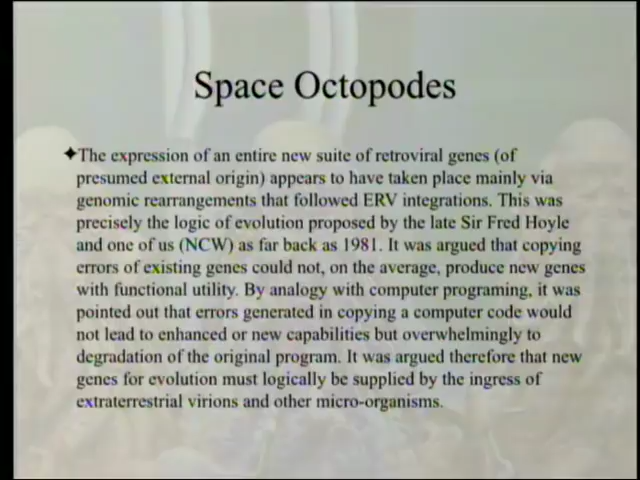 Space Octopodes
✦The expression of an entire new suite of retroviral genes (of
presumed external origin) appears to have taken place mainly via
genomic rearrangements that followed ERV integrations. This was
precisely the logic of evolution proposed by the late Sir Fred Hoyle
and one of us (NCW) as far back as 1981. It was argued that copying
errors of existing genes could not, on the average, produce new genes
with functional utility. By analogy with computer programing, it was
pointed out that errors generated in copying a computer code would
not lead to enhanced or new capabilities but overwhelmingly to
degradation of the original program. It was argued therefore that new
genes for evolution must logically be supplied by the ingress of
extraterrestrial virions and other micro-organisms.